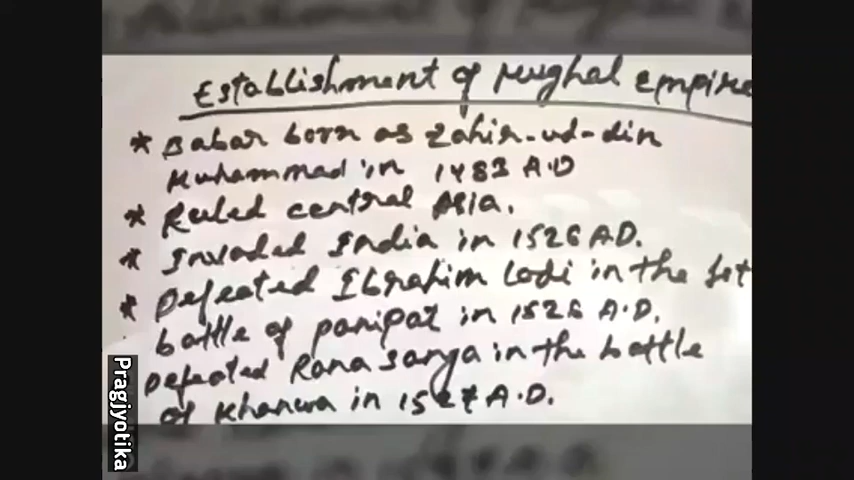 Establishment of Mughal empire
* Babar born as Zahir-ud-din
Muhammad in 1483 A.D
* Ruled central Asia.
* Invaded India in 1526 AD.
* Defeated Ibrahim Lodi in the 1st
battle of panipat in 1526 A.D.
Defeated Rana sanga in the battle
of Khanwa in 1527 A.D.
Pragjyotika